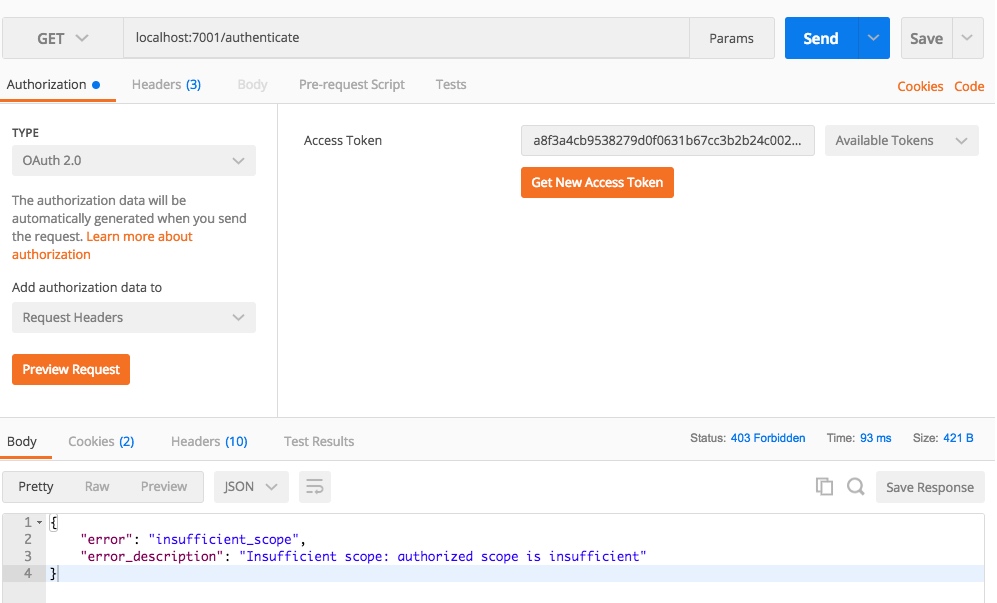 GET localhost:7001/authenticate Params Send Save
Authorization Headers (3) Body Pre-request Script Tests Cookies Code
TYPE
OAuth 2.0
The authorization data will be
automatically generated when you send
the request. Learn more about
authorization
Add authorization data to
Request Headers
Preview Request
Access Token a8f3a4cb9538279d0f0631b67cc3b2b24c002... Available Tokens
Get New Access Token
Body Cookies (2) Headers (10) Test Results Status: 403 Forbidden Time: 93 ms Size: 421 B
Pretty Raw Preview JSON Save Response
1 {
2 "error": "insufficient_scope",
3 "error_description": "Insufficient scope: authorized scope is insufficient"
4 }